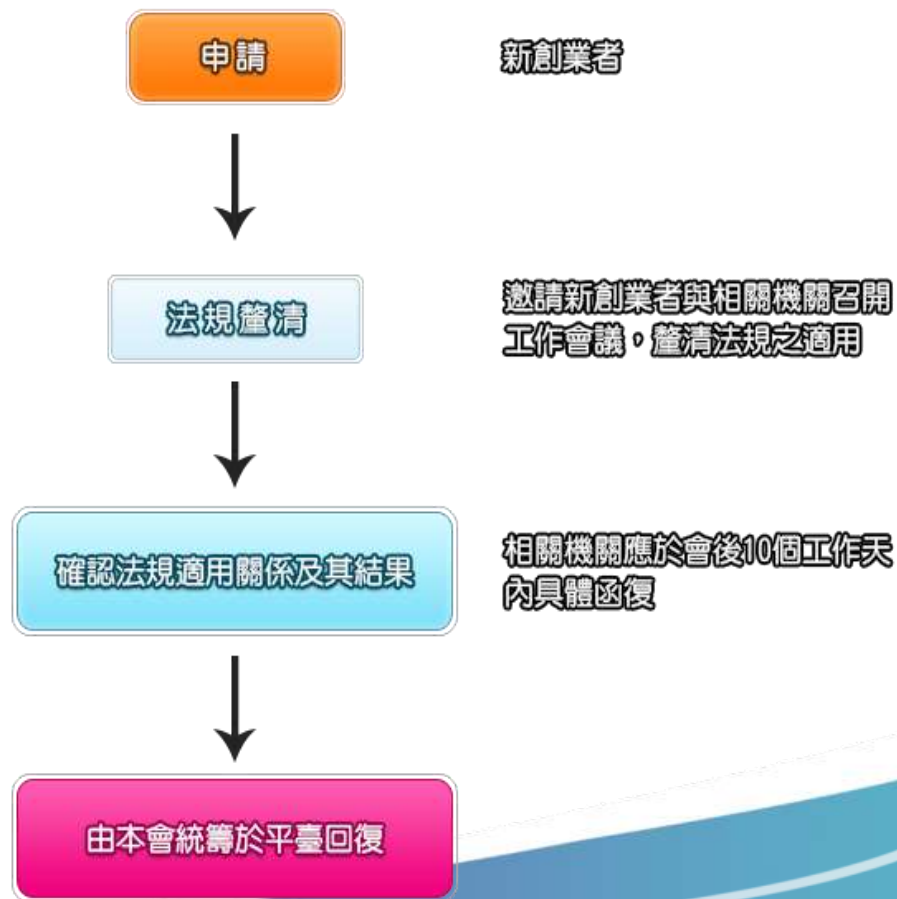 申請
新創業者
法規釐清
邀請新創業者與相關機關召開
工作會議，釐清法規之適用
確認法規適用關係及其結果
相關機關應於會後10個工作天
內具體函復
由本會統籌於平臺回復